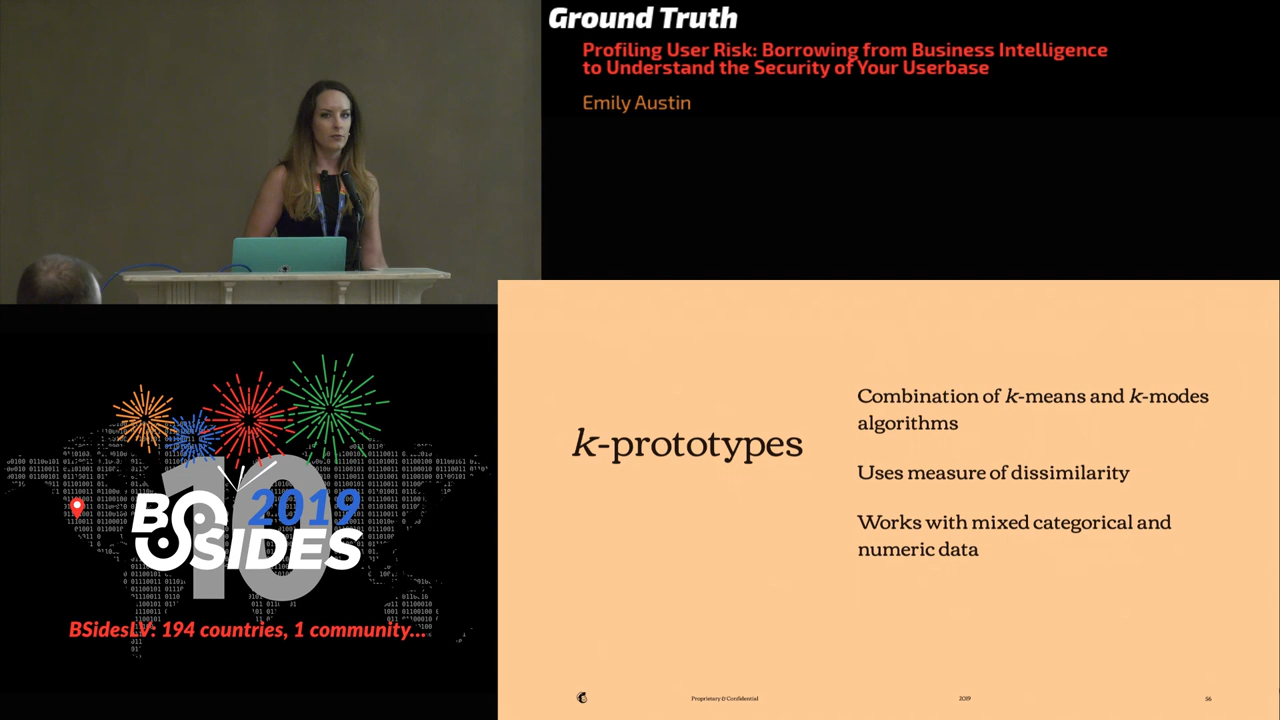 Ground Truth
Profiling User Risk: Borrowing from Business Intelligence
to Understand the Security of Your Userbase
Emily Austin
k-prototypes
Combination of k-means and k-modes
algorithms
Uses measure of dissimilarity
Works with mixed categorical and
numeric data
Proprietary & Confidential
2019
56
10
2019
BSIDES
BSidesLV: 194 countries, 1 community...